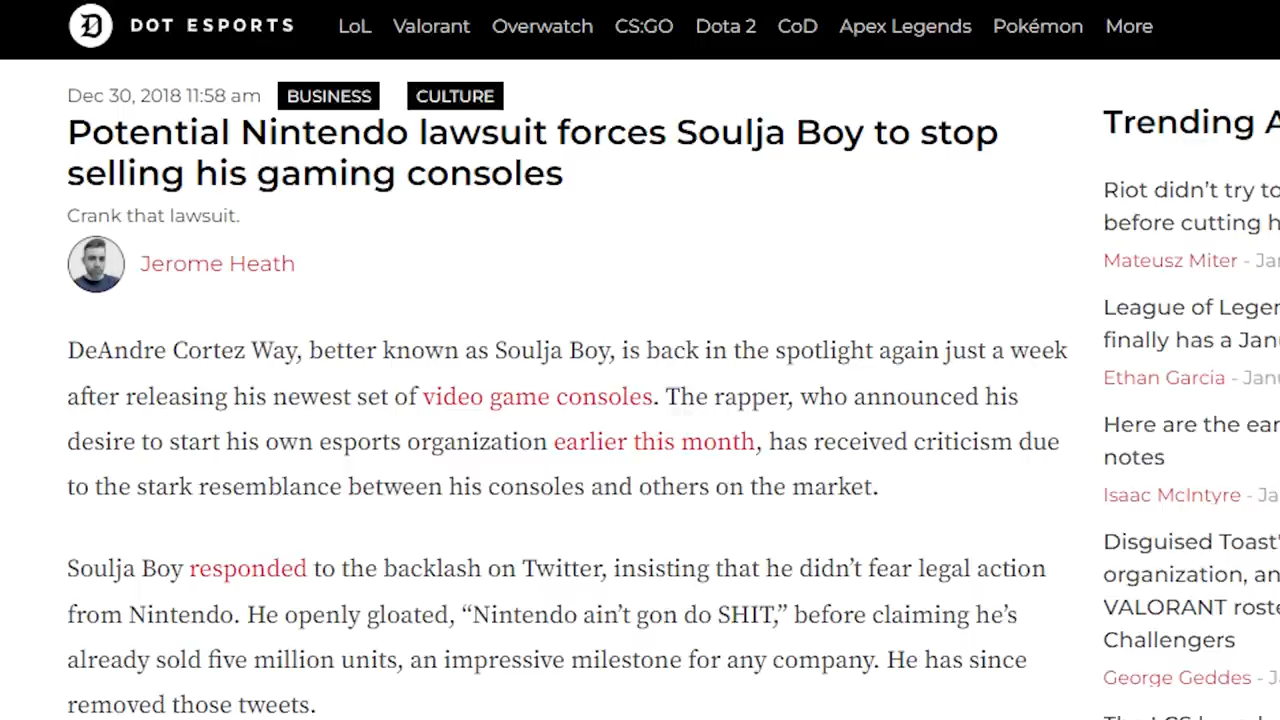 DOT ESPORTS LoL Valorant Overwatch CS:GO Dota 2 CoD Apex Legends Pokémon More
Dec 30, 2018 11:58 am BUSINESS CULTURE
Potential Nintendo lawsuit forces Soulja Boy to stop
selling his gaming consoles
Crank that lawsuit.
Jerome Heath
DeAndre Cortez Way, better known as Soulja Boy, is back in the spotlight again just a week
after releasing his newest set of video game consoles. The rapper, who announced his
desire to start his own esports organization earlier this month, has received criticism due
to the stark resemblance between his consoles and others on the market.
Soulja Boy responded to the backlash on Twitter, insisting that he didn’t fear legal action
from Nintendo. He openly gloated, “Nintendo ain’t gon do SHIT,” before claiming he’s
already sold five million units, an impressive milestone for any company. He has since
removed those tweets.
Trending A
Riot didn’t try to
before cutting h
Mateusz Miter - Jan
League of Legen
finally has a Janu
Ethan Garcia - Janu
Here are the ear
notes
Isaac McIntyre - Ja
Disguised Toast'
organization, an
VALORANT roste
Challengers
George Geddes - J